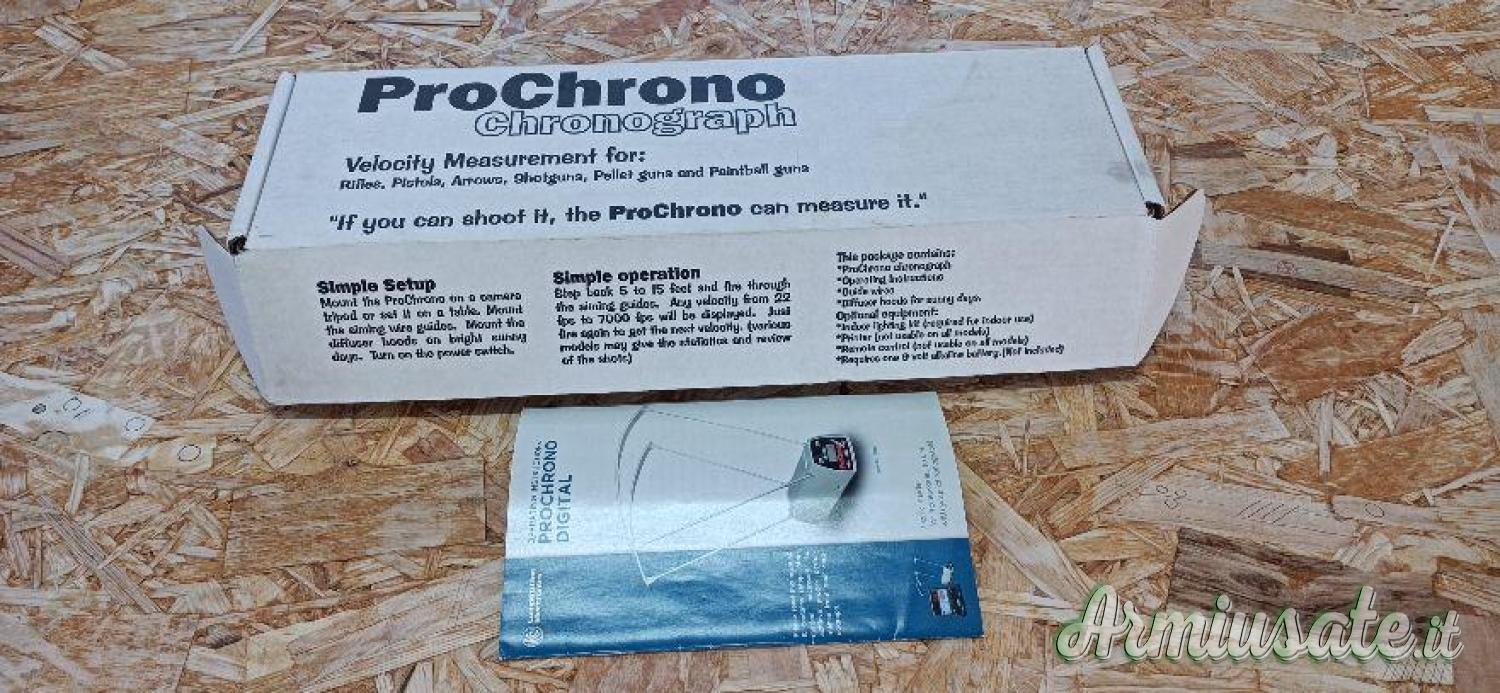 ProChrono
Chronograph
Velocity Measurement for:
Rifles, Pistols, Arrows, Shotguns, Pellet guns and Paintball guns
"If you can shoot it, the ProChrono can measure it."
Simple Setup
Mount the ProChrono on a camera
tripod or set it on a table. Mount
the aiming wire guides. Mount the
diffuser hoods on bright sunny
days. Turn on the power switch.
Simple operation
Step back 5 to 15 feet and fire through
the aiming guides. Any velocity from 22
fps to 7000 fps will be displayed. Just
fire again to get the next velocity. (various
models may give the statistics and review
of the shots)
This package contains:
*ProChrono chronograph
*Operating Instructions
*Guide wires
*Diffuser hoods for sunny days.
Optional equipment:
*Indoor lighting kit (required for indoor use)
*Printer (not usable on all models)
*Remote control (not usable on all models)
*Requires one 9 volt alkaline battery. (Not included)
PROCHRONO
DIGITAL
Competition
Electronics
Armiusate.it